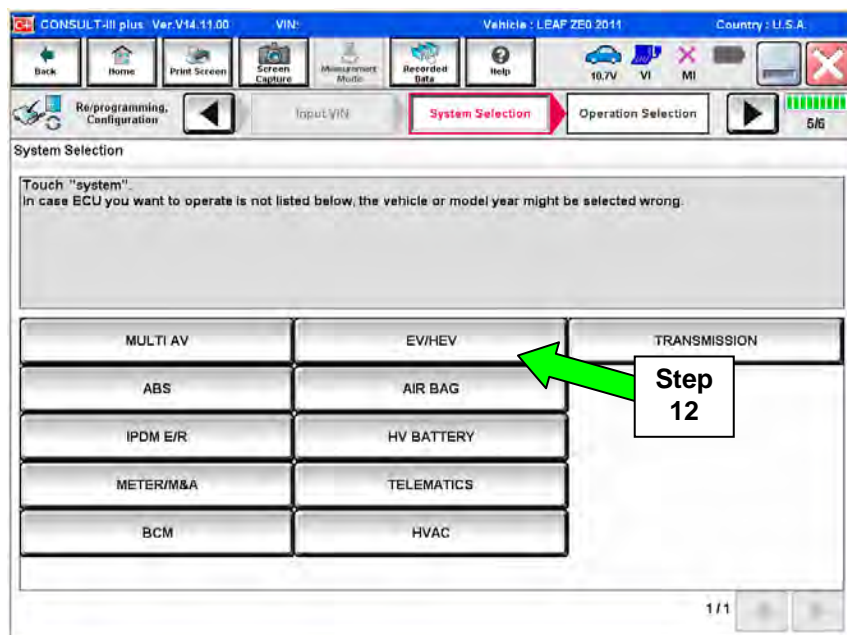 CONSULT-III plus Ver.V14.11.00 VIN: Vehicle : LEAF ZE0 2011 Country : U.S.A.
Back Home Print Screen Screen Capture Measurement Mode Recorded Data Help 10.7V VI MI
Re/programming, Configuration Input VIN System Selection Operation Selection 5/6
System Selection
Touch "system".
In case ECU you want to operate is not listed below, the vehicle or model year might be selected wrong.
MULTI AV EV/HEV TRANSMISSION
ABS AIR BAG
Step
12
IPDM E/R HV BATTERY
METER/M&A TELEMATICS
BCM HVAC
1/1